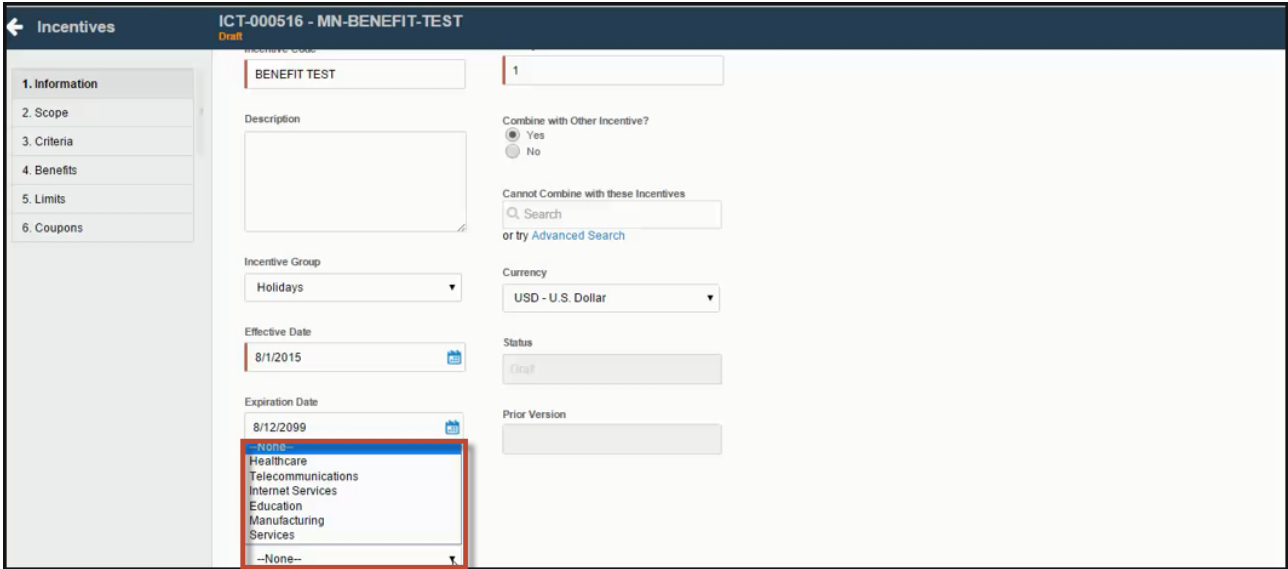 Incentives
ICT-000516 - MN-BENEFIT-TEST
Draft
1. Information
2. Scope
3. Criteria
4. Benefits
5. Limits
6. Coupons
Incentive Code
BENEFIT TEST
Description
Incentive Group
Holidays
Effective Date
8/1/2015
Expiration Date
8/12/2099
--None--
Healthcare
Telecommunications
Internet Services
Education
Manufacturing
Services
--None--
1
Combine with Other Incentive?
Yes
No
Cannot Combine with these Incentives
Search
or try Advanced Search
Currency
USD - U.S. Dollar
Status
Draft
Prior Version